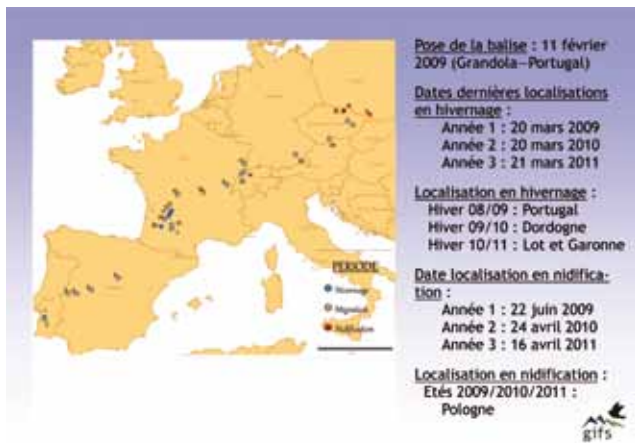 Pose de la balise : 11 février
2009 (Grandola—Portugal)
Dates dernières localisations
en hivernage :
Année 1 : 20 mars 2009
Année 2 : 20 mars 2010
Année 3 : 21 mars 2011
Localisation en hivernage :
Hiver 08/09 : Portugal
Hiver 09/10 : Dordogne
Hiver 10/11 : Lot et Garonne
Date localisation en nidifica-
tion :
Année 1 : 22 juin 2009
Année 2 : 24 avril 2010
Année 3 : 16 avril 2011
Localisation en nidification :
Etés 2009/2010/2011 :
Pologne
PERIODE
Hivernage
Migration
Nidification
gifs